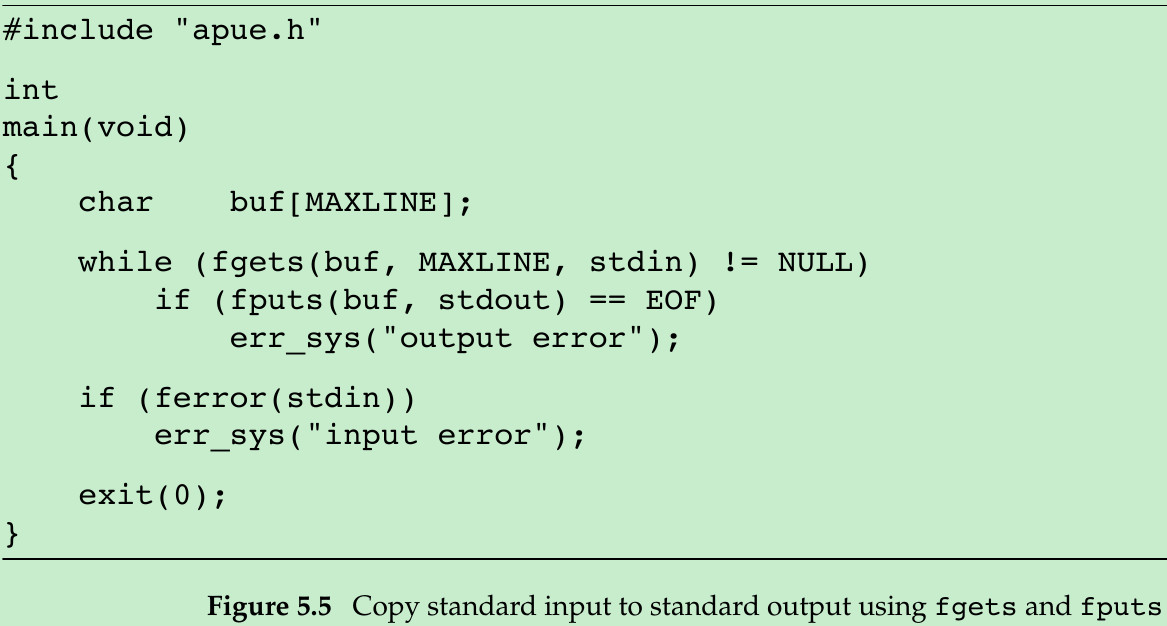 #include "apue.h"
int
main(void)
{
    char    buf[MAXLINE];
    while (fgets(buf, MAXLINE, stdin) != NULL)
        if (fputs(buf, stdout) == EOF)
            err_sys("output error");
    if (ferror(stdin))
        err_sys("input error");
    exit(0);
}
Figure 5.5 Copy standard input to standard output using fgets and fputs